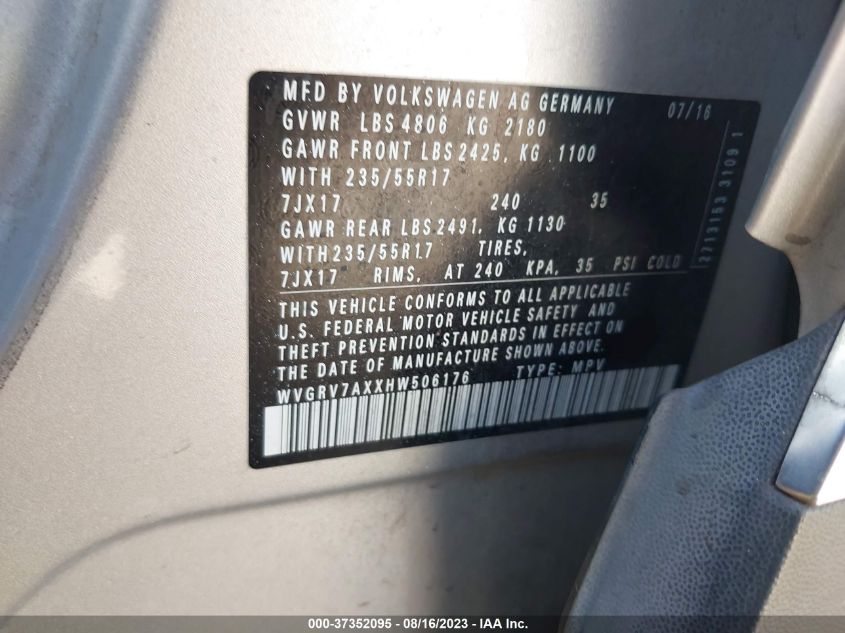 MFD BY VOLKSWAGEN AG GERMANY 07/16
GVWR LBS 4806 KG 2180
GAWR FRONT LBS 2425, KG 1100
WITH 235/55R17
7JX17 240 35
GAWR REAR LBS 2491, KG 1130
WITH 235/55R17 TIRES,
7JX17 RIMS, AT 240 KPA, 35 PSI COLD
2713153 3109 1
THIS VEHICLE CONFORMS TO ALL APPLICABLE
U.S. FEDERAL MOTOR VEHICLE SAFETY AND
THEFT PREVENTION STANDARDS IN EFFECT ON
THE DATE OF MANUFACTURE SHOWN ABOVE.
WVGRV7AXXHW506176 TYPE: MPV
000-37352095 - 08/16/2023 - IAA Inc.